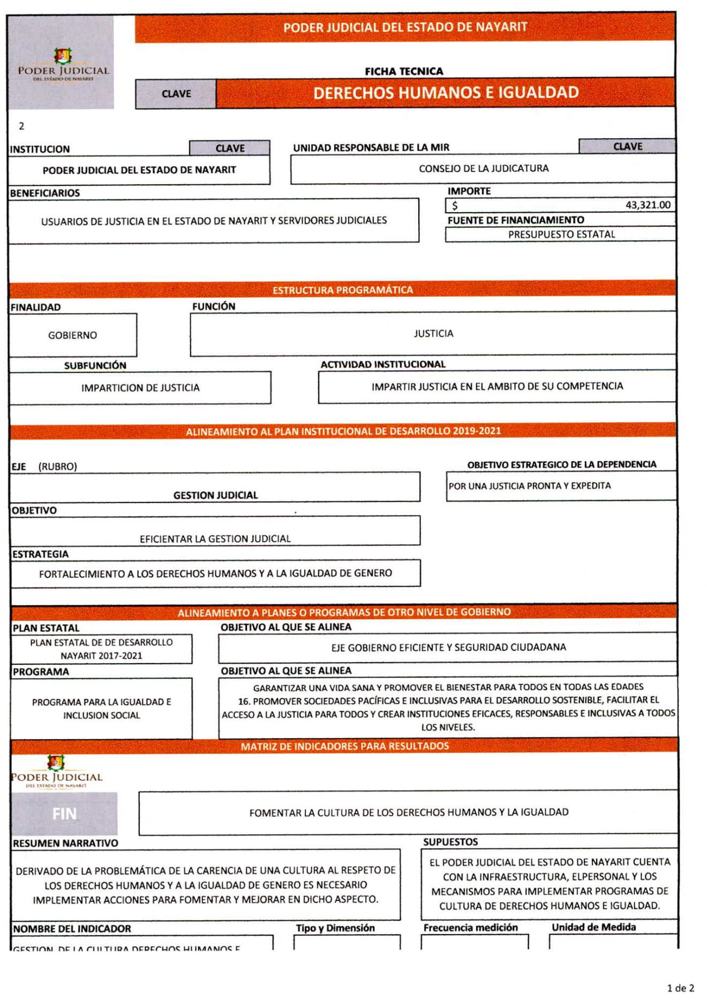 PODER JUDICIAL DEL ESTADO DE NAYARIT
PODER JUDICIAL
DEL ESTADO DE NAYARIT
FICHA TECNICA
CLAVE
DERECHOS HUMANOS E IGUALDAD
2
INSTITUCION
CLAVE
UNIDAD RESPONSABLE DE LA MIR
CLAVE
PODER JUDICIAL DEL ESTADO DE NAYARIT
CONSEJO DE LA JUDICATURA
BENEFICIARIOS
IMPORTE
$ 43,321.00
USUARIOS DE JUSTICIA EN EL ESTADO DE NAYARIT Y SERVIDORES JUDICIALES
FUENTE DE FINANCIAMIENTO
PRESUPUESTO ESTATAL
ESTRUCTURA PROGRAMÁTICA
FINALIDAD
FUNCIÓN
GOBIERNO
JUSTICIA
SUBFUNCIÓN
ACTIVIDAD INSTITUCIONAL
IMPARTICION DE JUSTICIA
IMPARTIR JUSTICIA EN EL AMBITO DE SU COMPETENCIA
ALINEAMIENTO AL PLAN INSTITUCIONAL DE DESARROLLO 2019-2021
EJE (RUBRO)
OBJETIVO ESTRATEGICO DE LA DEPENDENCIA
GESTION JUDICIAL
POR UNA JUSTICIA PRONTA Y EXPEDITA
OBJETIVO
EFICIENTAR LA GESTION JUDICIAL
ESTRATEGIA
FORTALECIMIENTO A LOS DERECHOS HUMANOS Y A LA IGUALDAD DE GENERO
ALINEAMIENTO A PLANES O PROGRAMAS DE OTRO NIVEL DE GOBIERNO
PLAN ESTATAL
OBJETIVO AL QUE SE ALINEA
PLAN ESTATAL DE DE DESARROLLO
NAYARIT 2017-2021
EJE GOBIERNO EFICIENTE Y SEGURIDAD CIUDADANA
PROGRAMA
OBJETIVO AL QUE SE ALINEA
PROGRAMA PARA LA IGUALDAD E
INCLUSION SOCIAL
GARANTIZAR UNA VIDA SANA Y PROMOVER EL BIENESTAR PARA TODOS EN TODAS LAS EDADES
16. PROMOVER SOCIEDADES PACÍFICAS E INCLUSIVAS PARA EL DESARROLLO SOSTENIBLE, FACILITAR EL
ACCESO A LA JUSTICIA PARA TODOS Y CREAR INSTITUCIONES EFICACES, RESPONSABLES E INCLUSIVAS A TODOS
LOS NIVELES.
MATRIZ DE INDICADORES PARA RESULTADOS
PODER JUDICIAL
DEL ESTADO DE NAYARIT
FIN
FOMENTAR LA CULTURA DE LOS DERECHOS HUMANOS Y LA IGUALDAD
RESUMEN NARRATIVO
SUPUESTOS
DERIVADO DE LA PROBLEMÁTICA DE LA CARENCIA DE UNA CULTURA AL RESPETO DE
LOS DERECHOS HUMANOS Y A LA IGUALDAD DE GENERO ES NECESARIO
IMPLEMENTAR ACCIONES PARA FOMENTAR Y MEJORAR EN DICHO ASPECTO.
EL PODER JUDICIAL DEL ESTADO DE NAYARIT CUENTA
CON LA INFRAESTRUCTURA, ELPERSONAL Y LOS
MECANISMOS PARA IMPLEMENTAR PROGRAMAS DE
CULTURA DE DERECHOS HUMANOS E IGUALDAD.
NOMBRE DEL INDICADOR
Tipo y Dimensión
Frecuencia medición
Unidad de Medida
GESTION DE LA CULTURA DERECHOS HUMANOS E
1 de 2